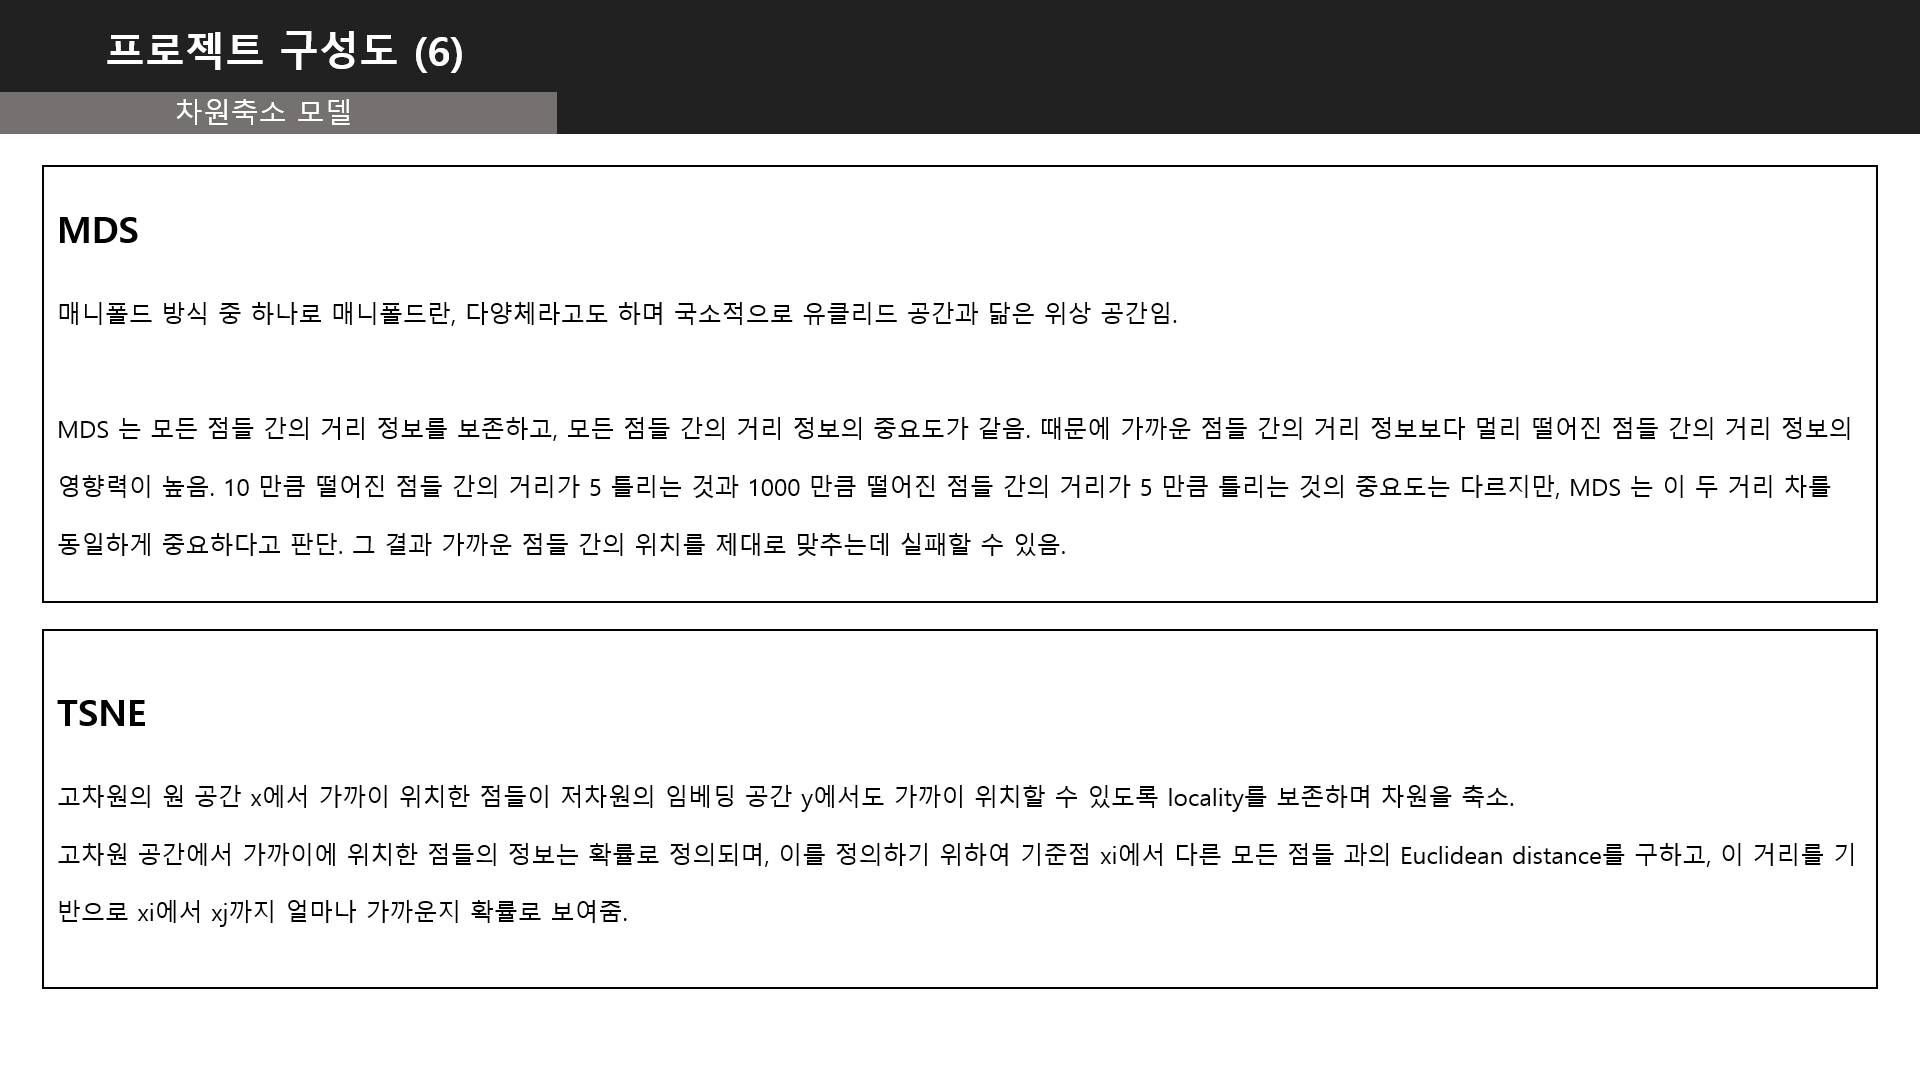 프로젝트 구성도 (6)
차원축소 모델
MDS
매니폴드 방식 중 하나로 매니폴드란, 다양체라고도 하며 국소적으로 유클리드 공간과 닮은 위상 공간임.
MDS 는 모든 점들 간의 거리 정보를 보존하고, 모든 점들 간의 거리 정보의 중요도가 같음. 때문에 가까운 점들 간의 거리 정보보다 멀리 떨어진 점들 간의 거리 정보의
영향력이 높음. 10 만큼 떨어진 점들 간의 거리가 5 틀리는 것과 1000 만큼 떨어진 점들 간의 거리가 5 만큼 틀리는 것의 중요도는 다르지만, MDS 는 이 두 거리 차를
동일하게 중요하다고 판단. 그 결과 가까운 점들 간의 위치를 제대로 맞추는데 실패할 수 있음.
TSNE
고차원의 원 공간 x에서 가까이 위치한 점들이 저차원의 임베딩 공간 y에서도 가까이 위치할 수 있도록 locality를 보존하며 차원을 축소.
고차원 공간에서 가까이에 위치한 점들의 정보는 확률로 정의되며, 이를 정의하기 위하여 기준점 xi에서 다른 모든 점들 과의 Euclidean distance를 구하고, 이 거리를 기
반으로 xi에서 xj까지 얼마나 가까운지 확률로 보여줌.